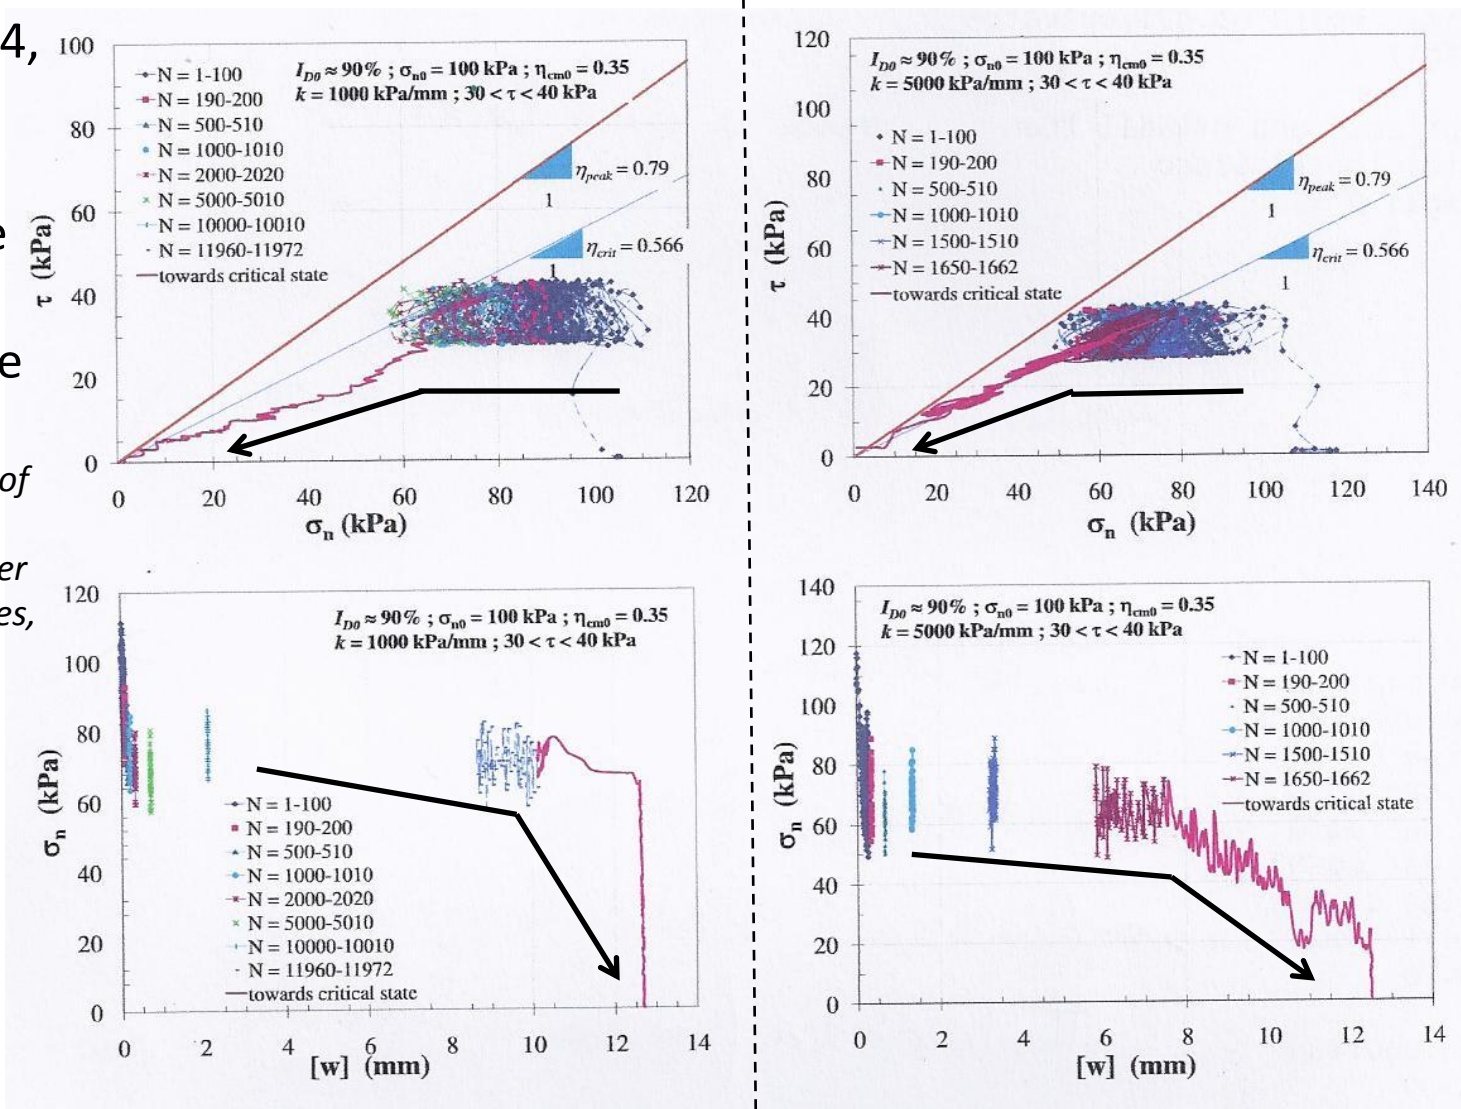 4,
e
e
of
er
es,
100
80
60
40
20
0
τ (kPa)
N = 1-100
N = 190-200
N = 500-510
N = 1000-1010
N = 2000-2020
N = 5000-5010
N = 10000-10010
N = 11960-11972
towards critical state
I_D0 ≈ 90% ; σ_n0 = 100 kPa ; η_cm0 = 0.35
k = 1000 kPa/mm ; 30 < τ < 40 kPa
η_peak = 0.79
1
η_crit = 0.566
1
0 20 40 60 80 100 120
σ_n (kPa)
120
100
80
60
40
20
0
τ (kPa)
I_D0 ≈ 90% ; σ_n0 = 100 kPa ; η_cm0 = 0.35
k = 5000 kPa/mm ; 30 < τ < 40 kPa
N = 1-100
N = 190-200
N = 500-510
N = 1000-1010
N = 1500-1510
N = 1650-1662
towards critical state
η_peak = 0.79
1
η_crit = 0.566
1
0 20 40 60 80 100 120 140
σ_n (kPa)
120
100
80
60
40
20
0
σ_n (kPa)
I_D0 ≈ 90% ; σ_n0 = 100 kPa ; η_cm0 = 0.35
k = 1000 kPa/mm ; 30 < τ < 40 kPa
N = 1-100
N = 190-200
N = 500-510
N = 1000-1010
N = 2000-2020
N = 5000-5010
N = 10000-10010
N = 11960-11972
towards critical state
0 2 4 6 8 10 12 14
[w] (mm)
140
120
100
80
60
40
20
0
σ_n (kPa)
I_D0 ≈ 90% ; σ_n0 = 100 kPa ; η_cm0 = 0.35
k = 5000 kPa/mm ; 30 < τ < 40 kPa
N = 1-100
N = 190-200
N = 500-510
N = 1000-1010
N = 1500-1510
N = 1650-1662
towards critical state
0 2 4 6 8 10 12 14
[w] (mm)